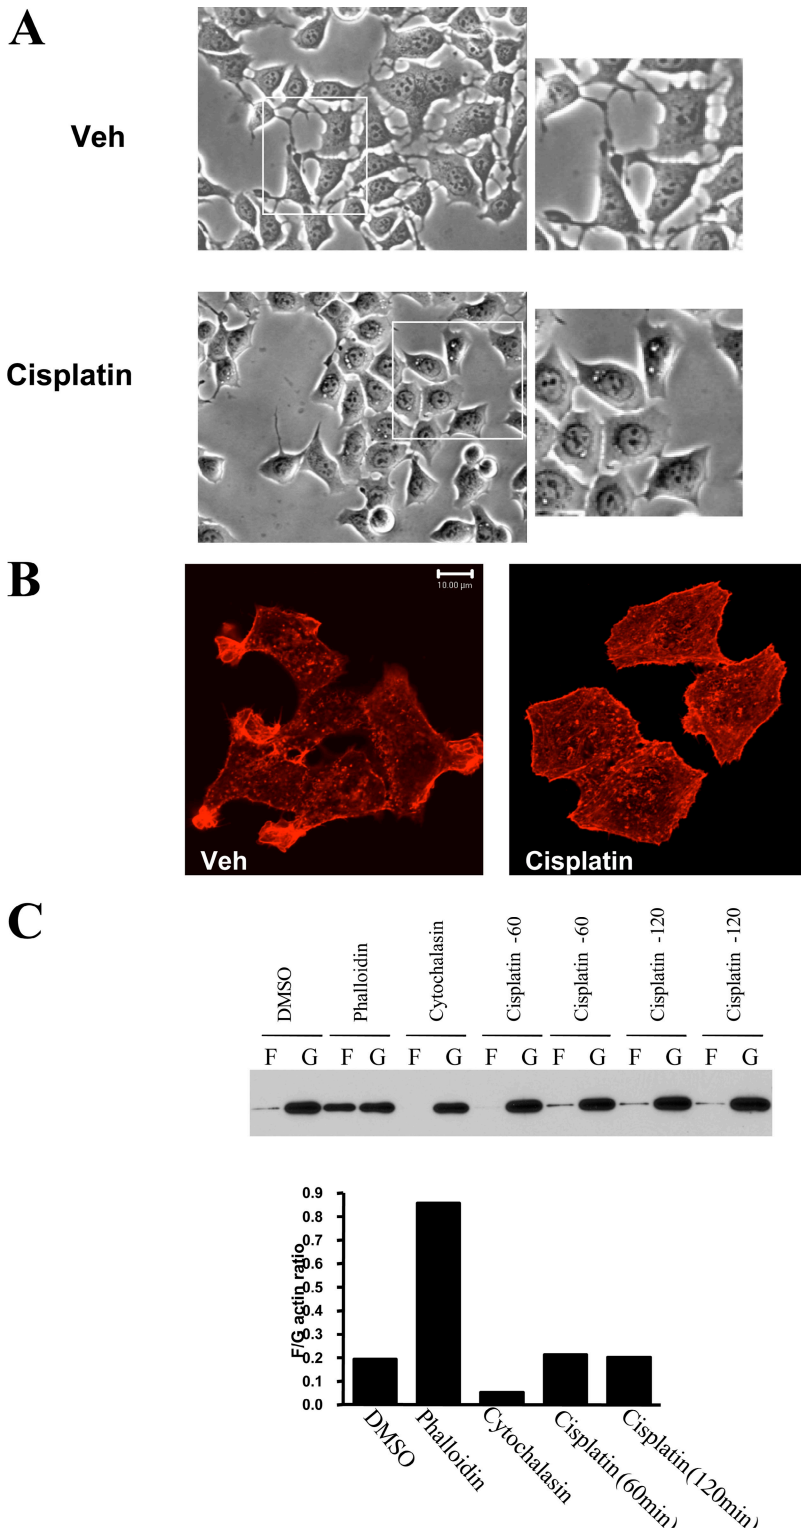 A
Veh
Cisplatin
B
10.00 µm
Veh
Cisplatin
C
DMSO
Phalloidin
Cytochalasin
Cisplatin -60
Cisplatin -60
Cisplatin -120
Cisplatin -120
F G F G F G F G F G F G F G
F/G actin ratio
0.9
0.8
0.7
0.6
0.5
0.4
0.3
0.2
0.1
0.0
DMSO
Phalloidin
Cytochalasin
Cisplatin(60min)
Cisplatin(120min)